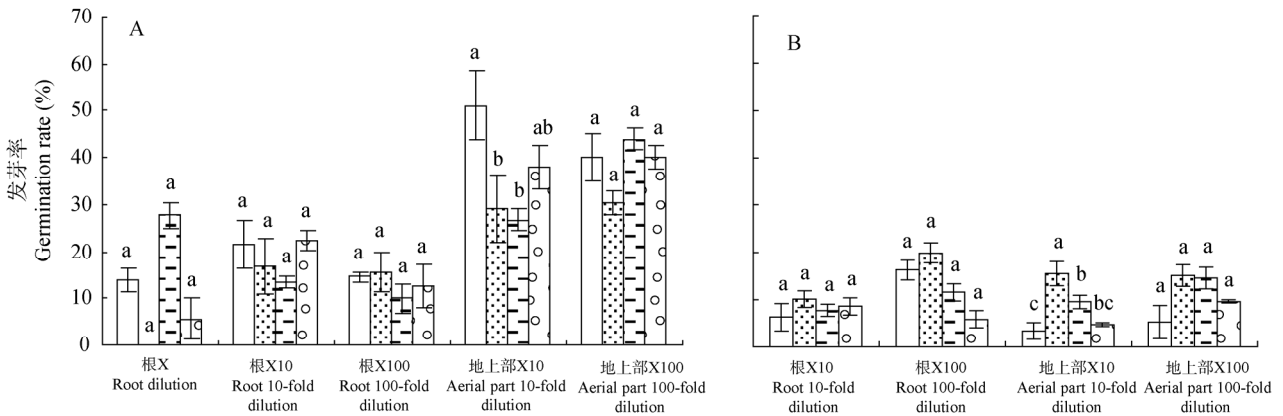 70
60
50
40
30
20
10
0
发芽率
Germination rate (%)
A
a
a
a
a
a
a
a
a
a
a
a
a
a
b
b
ab
a
a
a
a
根X
Root dilution
根X10
Root 10-fold
dilution
根X100
Root 100-fold
dilution
地上部X10
Aerial part 10-fold
dilution
地上部X100
Aerial part 100-fold
dilution
B
a
a
a
a
a
a
a
a
c
a
b
bc
a
a
a
a
根X10
Root 10-fold
dilution
根X100
Root 100-fold
dilution
地上部X10
Aerial part 10-fold
dilution
地上部X100
Aerial part 100-fold
dilution